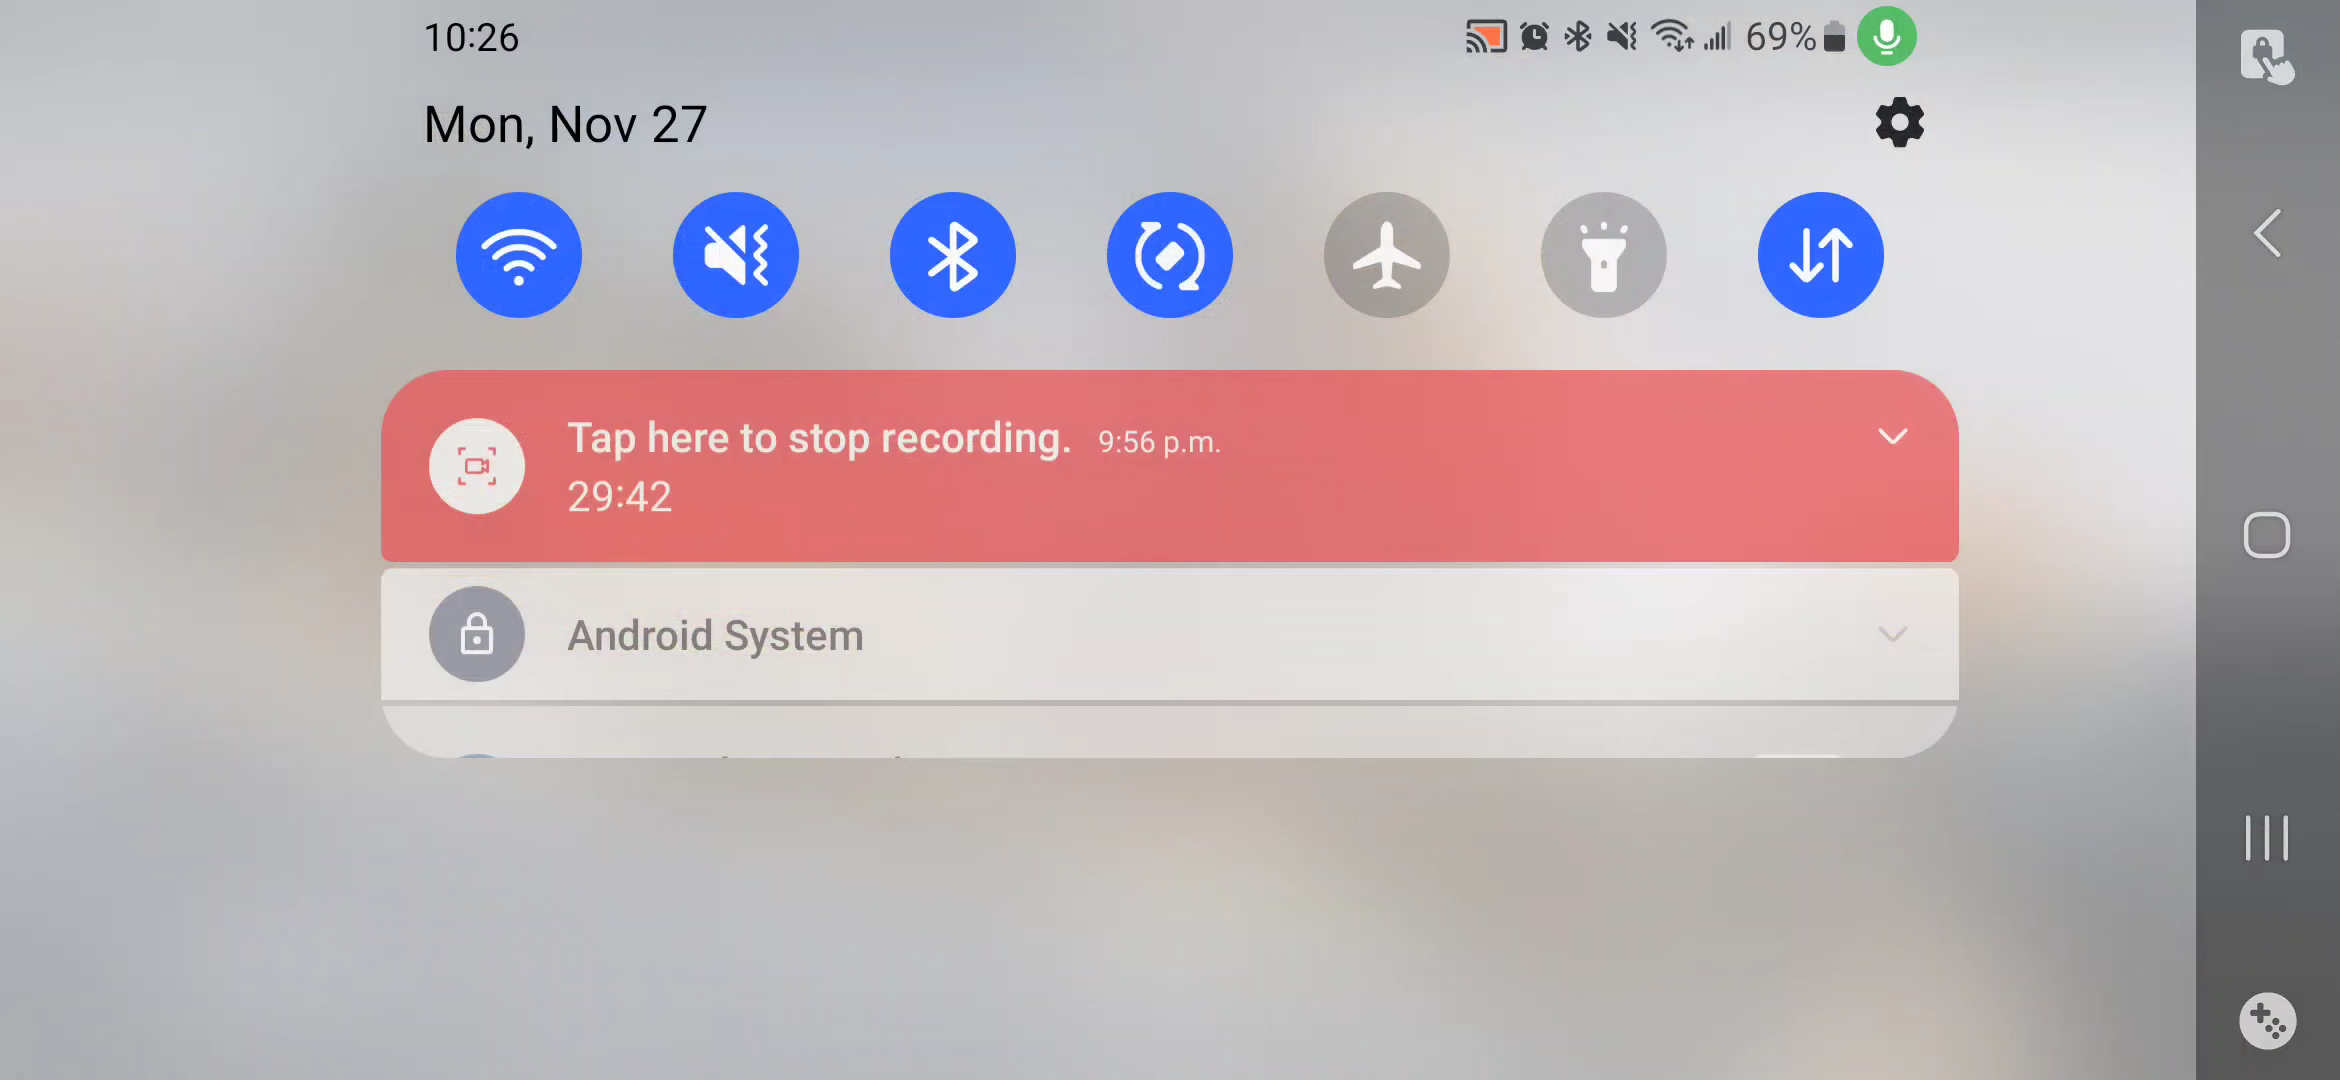 10:26
69%
Mon, Nov 27
Tap here to stop recording. 9:56 p.m.
29:42
Android System